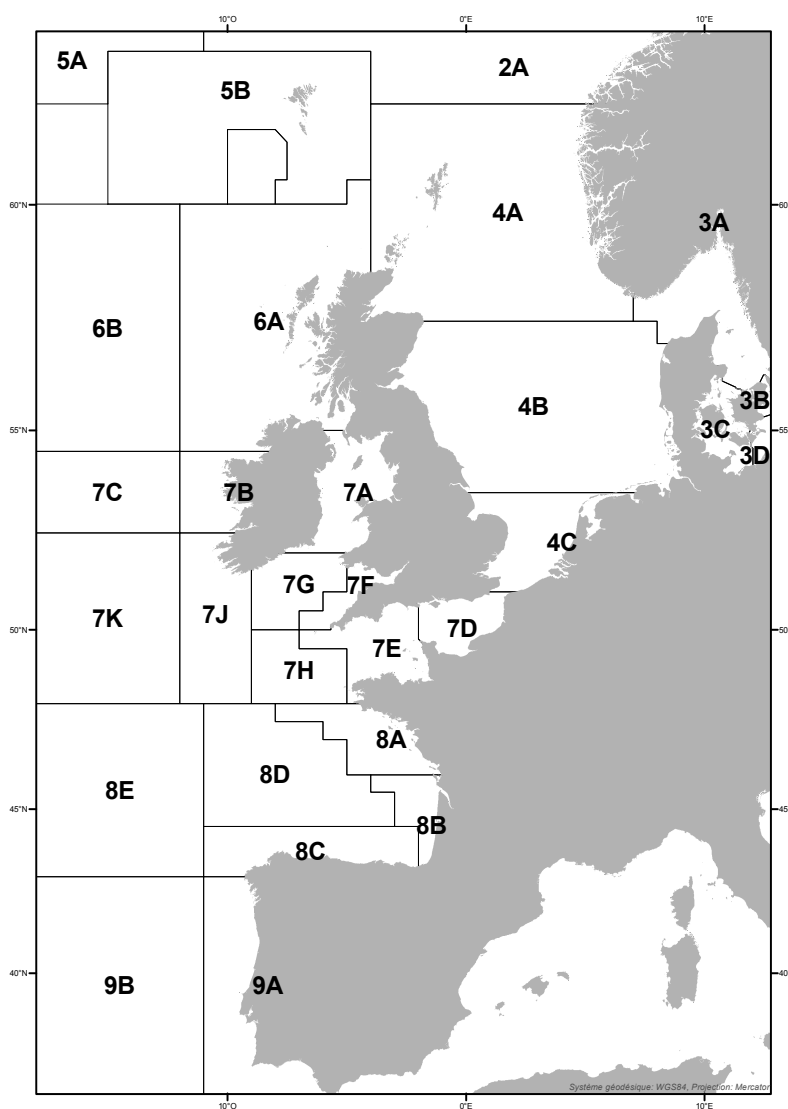 10°O 0°E 10°E
5A
2A
5B
60°N 60
4A
3A
6B
6A
4B
3B
3C
55°N 55
3D
7C
7B
7A
4C
7G
7F
7K
7J
7D
50°N 50
7E
7H
8A
8D
8E
45°N 45
8B
8C
40°N 40
9B
9A
Système géodèsique: WGS84, Projection: Mercator
10°O 0°E 10°E